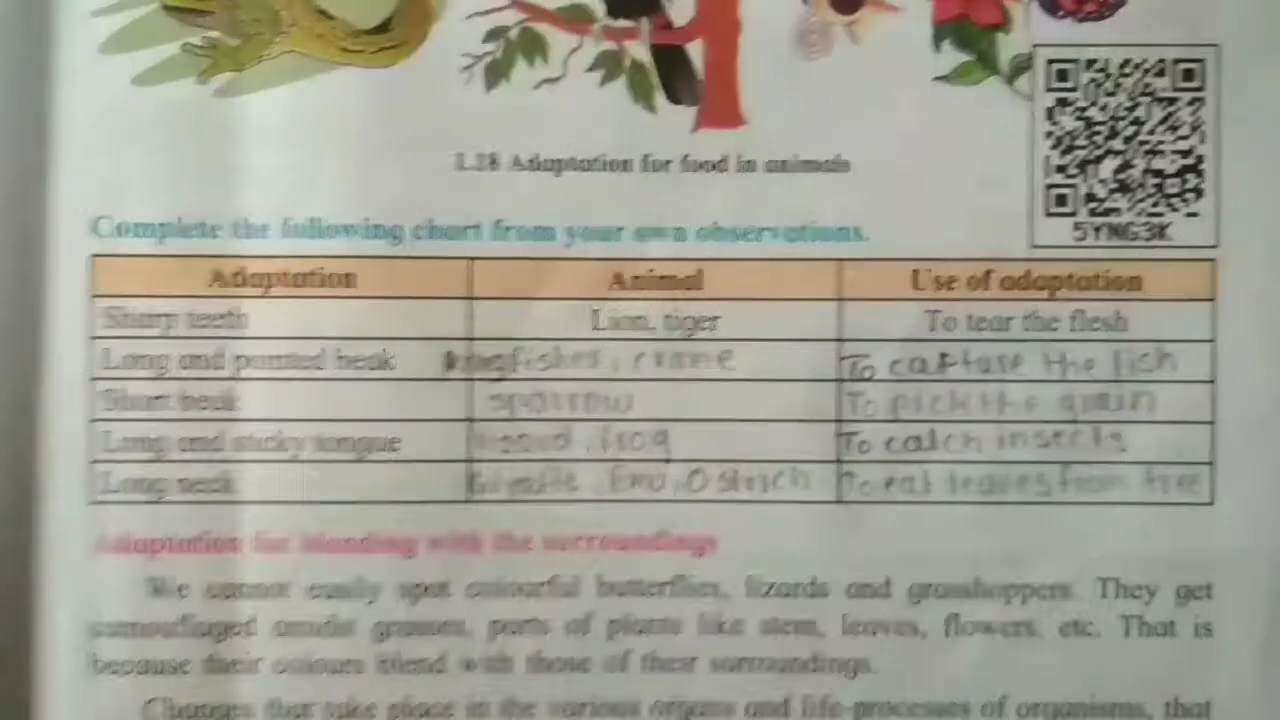 1.18 Adaptation for food in animals
5YNG3K
Complete the following chart from your own observations.
Adaptation Animal Use of adaptation
Sharp teeth Lion, tiger To tear the flesh
Long and pointed beak kingfisher, crane To capture the fish
Short beak sparrow To pick the grain
Long and sticky tongue lizard, frog To catch insects
Long neck Giraffe, Emu, Ostrich To eat leaves from tree
Adaptation for blending with the surroundings
We cannot easily spot colourful butterflies, lizards and grasshoppers. They get
camouflaged amidst grasses, parts of plants like stem, leaves, flowers, etc. That is
because their colours blend with those of their surroundings.
Changes that take place in the various organs and life-processes of organisms, that